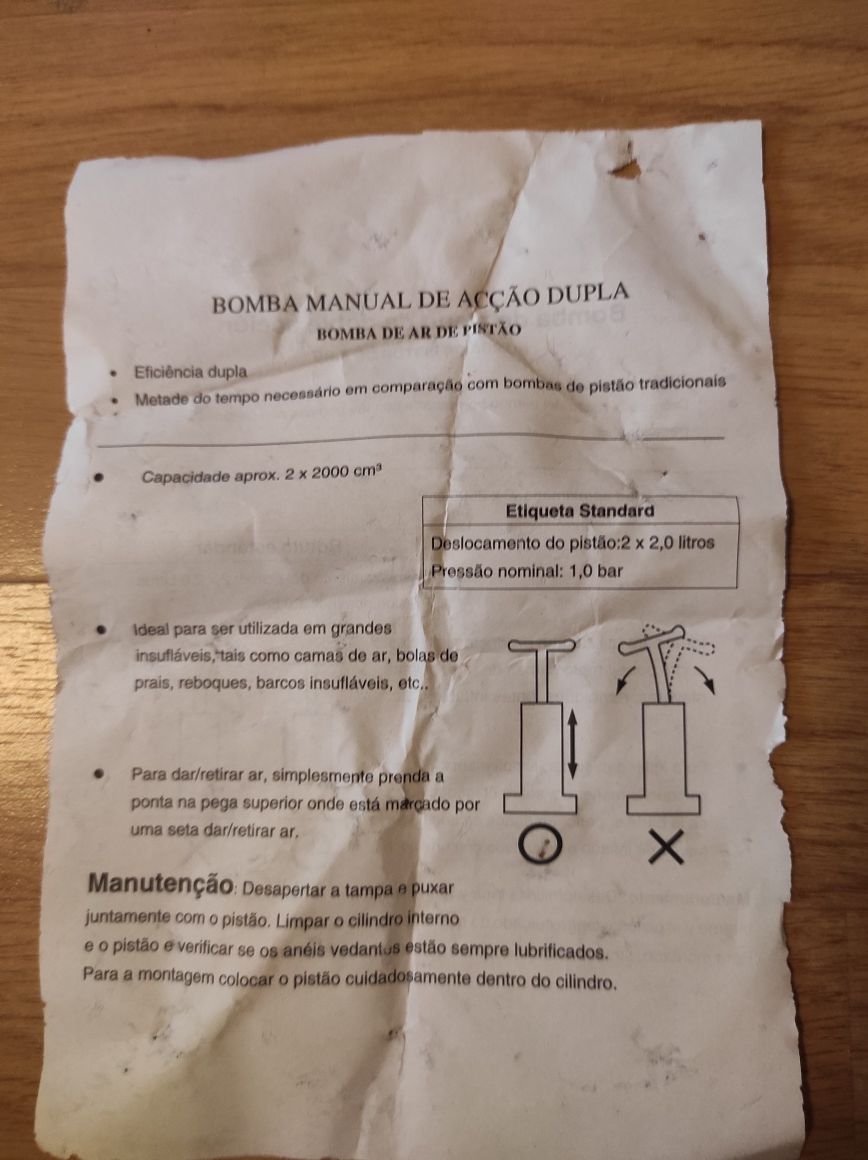 BOMBA MANUAL DE ACÇÃO DUPLA
BOMBA DE AR DE PISTÃO
• Eficiência dupla
• Metade do tempo necessário em comparação com bombas de pistão tradicionais
• Capacidade aprox. 2 x 2000 cm³
Etiqueta Standard
Deslocamento do pistão:2 x 2,0 litros
Pressão nominal: 1,0 bar
• Ideal para ser utilizada em grandes
insufláveis, tais como camas de ar, bolas de
prais, reboques, barcos insufláveis, etc..
• Para dar/retirar ar, simplesmente prenda a
ponta na pega superior onde está marcado por
uma seta dar/retirar ar.
Manutenção: Desapertar a tampa e puxar
juntamente com o pistão. Limpar o cilindro interno
e o pistão e verificar se os anéis vedantes estão sempre lubrificados.
Para a montagem colocar o pistão cuidadosamente dentro do cilindro.